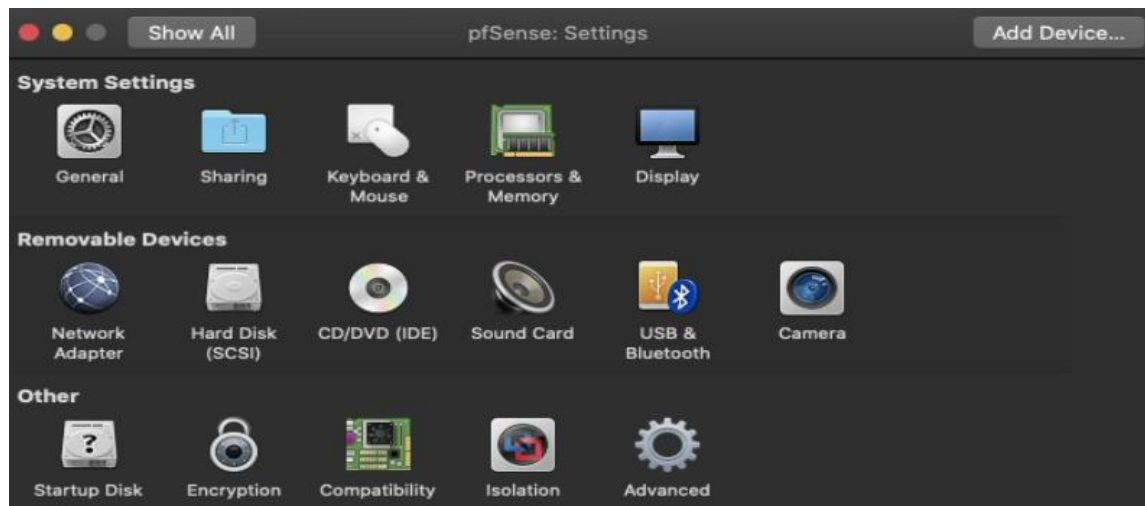 Show All pfSense: Settings Add Device...
System Settings
General Sharing Keyboard & Mouse Processors & Memory Display
Removable Devices
Network Adapter Hard Disk (SCSI) CD/DVD (IDE) Sound Card USB & Bluetooth Camera
Other
Startup Disk Encryption Compatibility Isolation Advanced